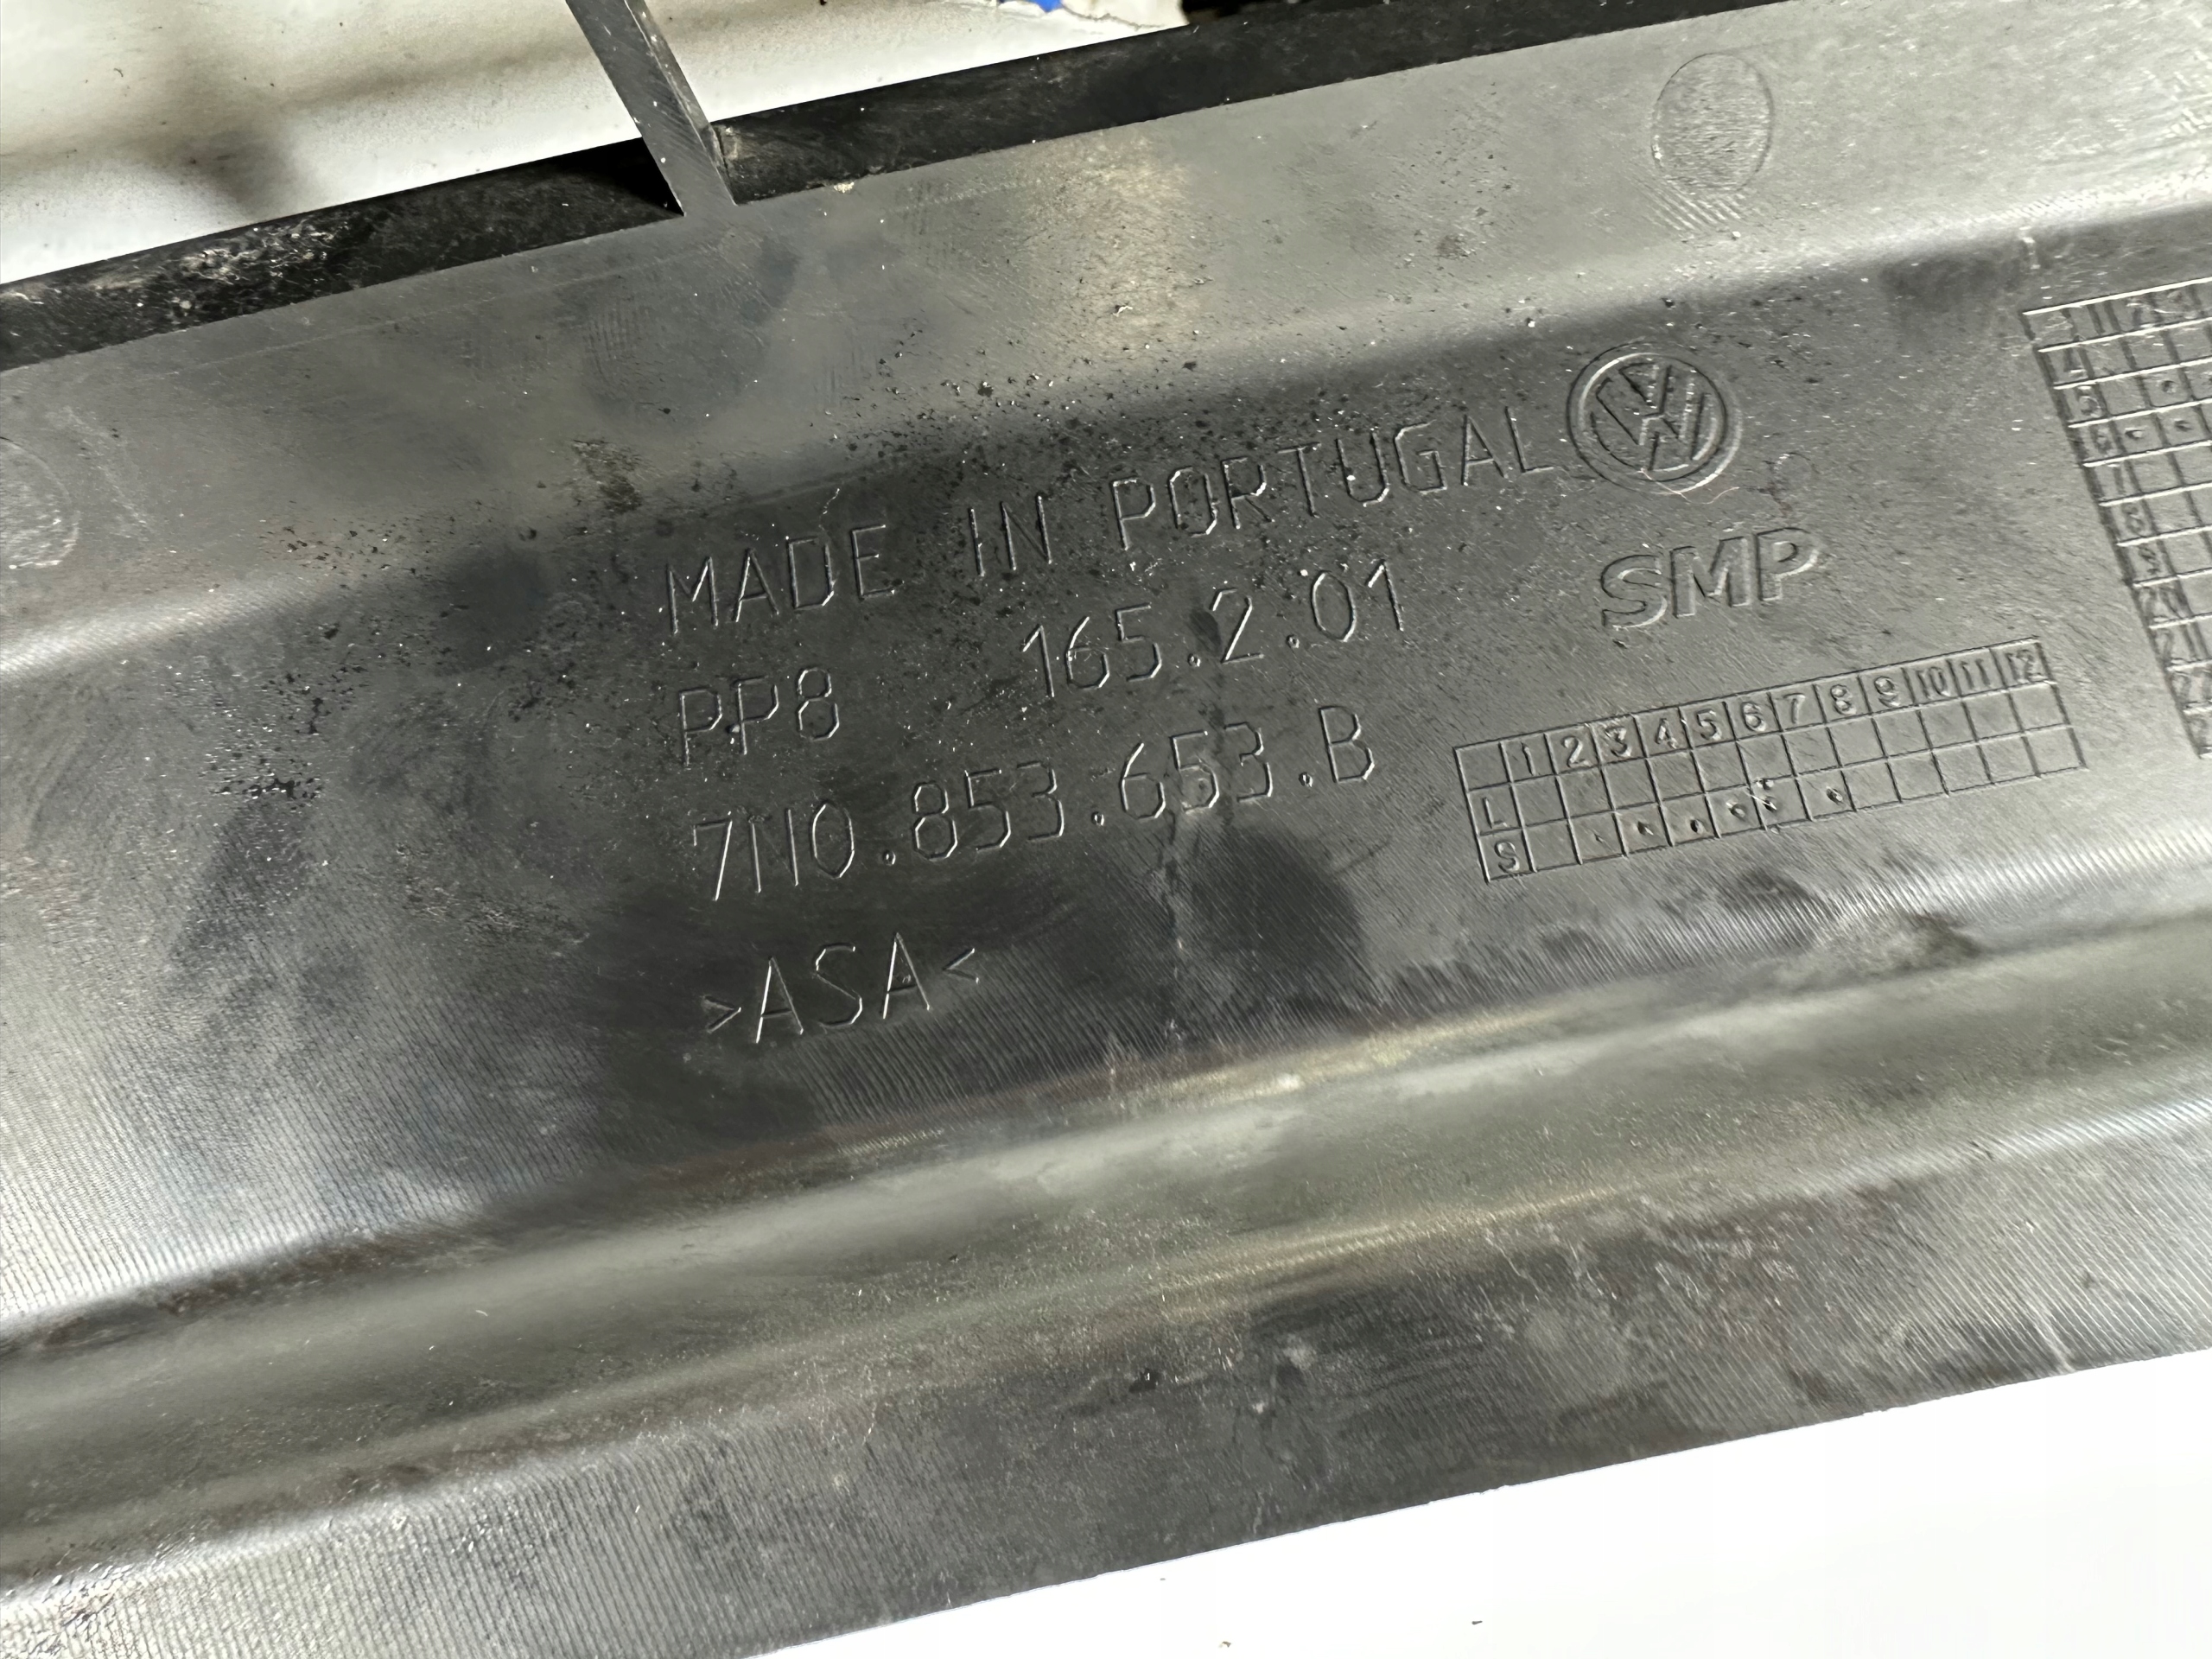 MADE IN PORTUGAL
SMP
PP8 165.2.01
7N0.853.653.B
>ASA<
1 2 3 4 5 6 7 8 9 10 11 12
L
S